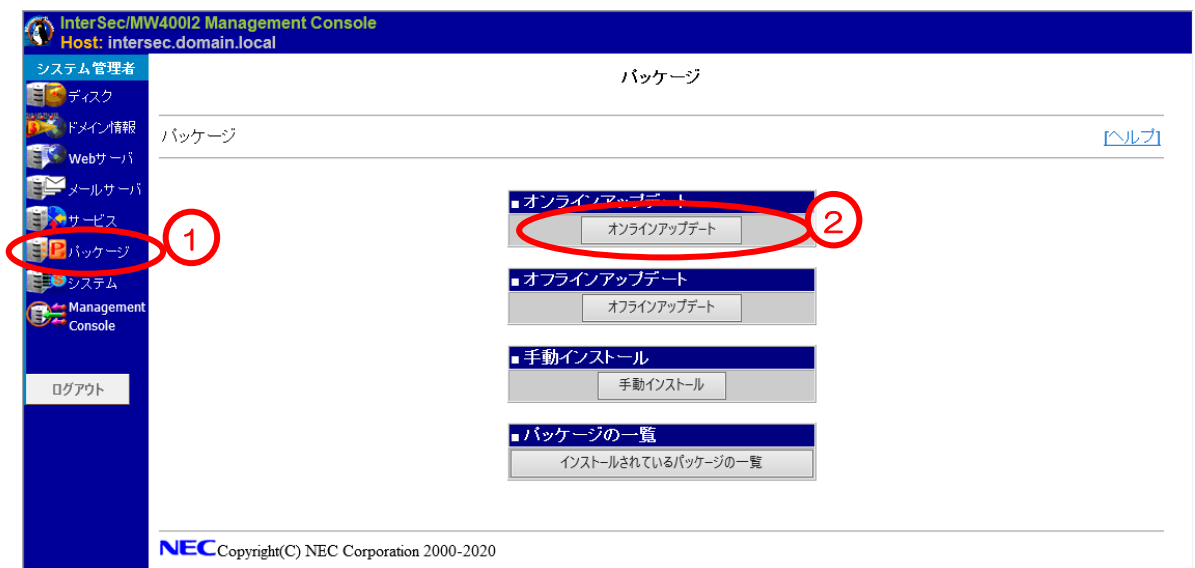 InterSec/MW400I2 Management Console
Host: intersec.domain.local
システム管理者
ディスク
ドメイン情報
Webサーバ
メールサーバ
サービス
パッケージ
システム
Management
Console
ログアウト
①
パッケージ
パッケージ
[ヘルプ]
■オンラインアップデート
オンラインアップデート
②
■オフラインアップデート
オフラインアップデート
■手動インストール
手動インストール
■パッケージの一覧
インストールされているパッケージの一覧
NEC Copyright(C) NEC Corporation 2000-2020